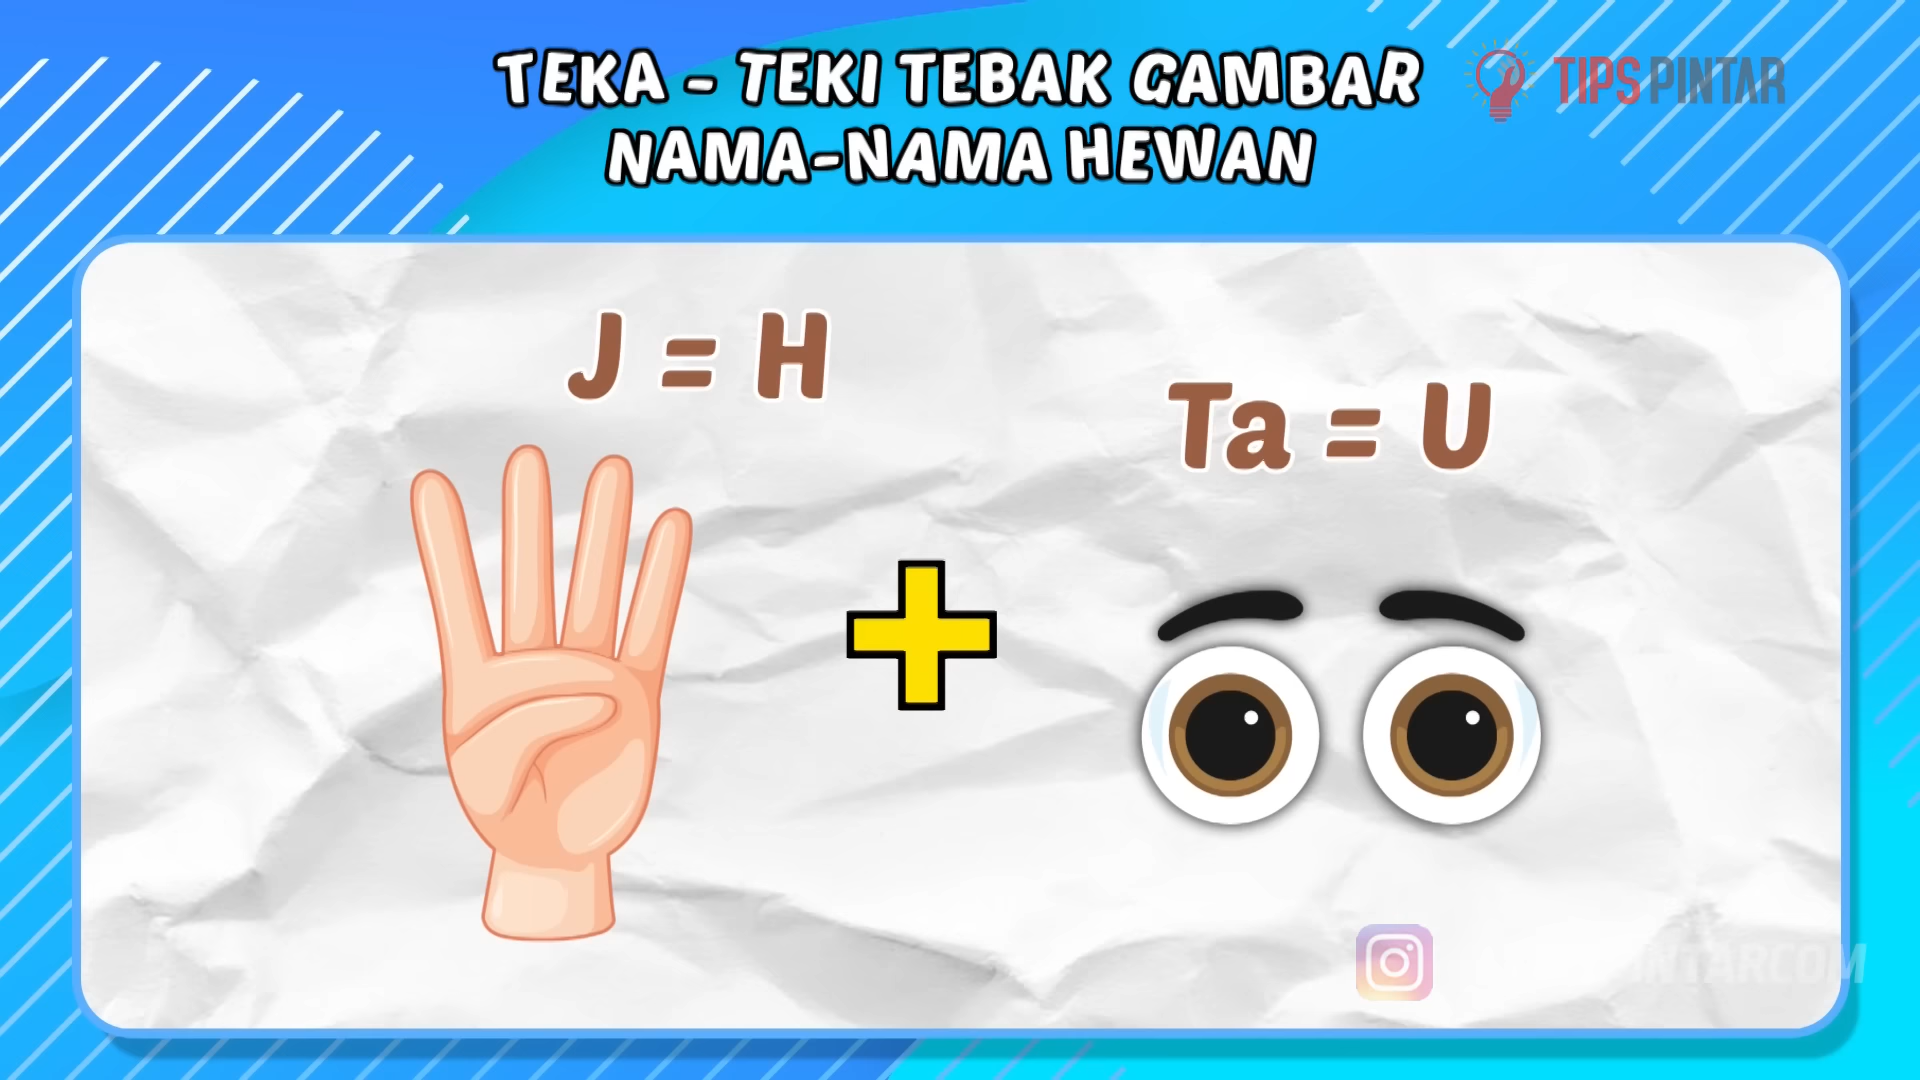 TEKA - TEKI TEBAK GAMBAR
NAMA-NAMA HEWAN
TIPS PINTAR
J = H
Ta = U